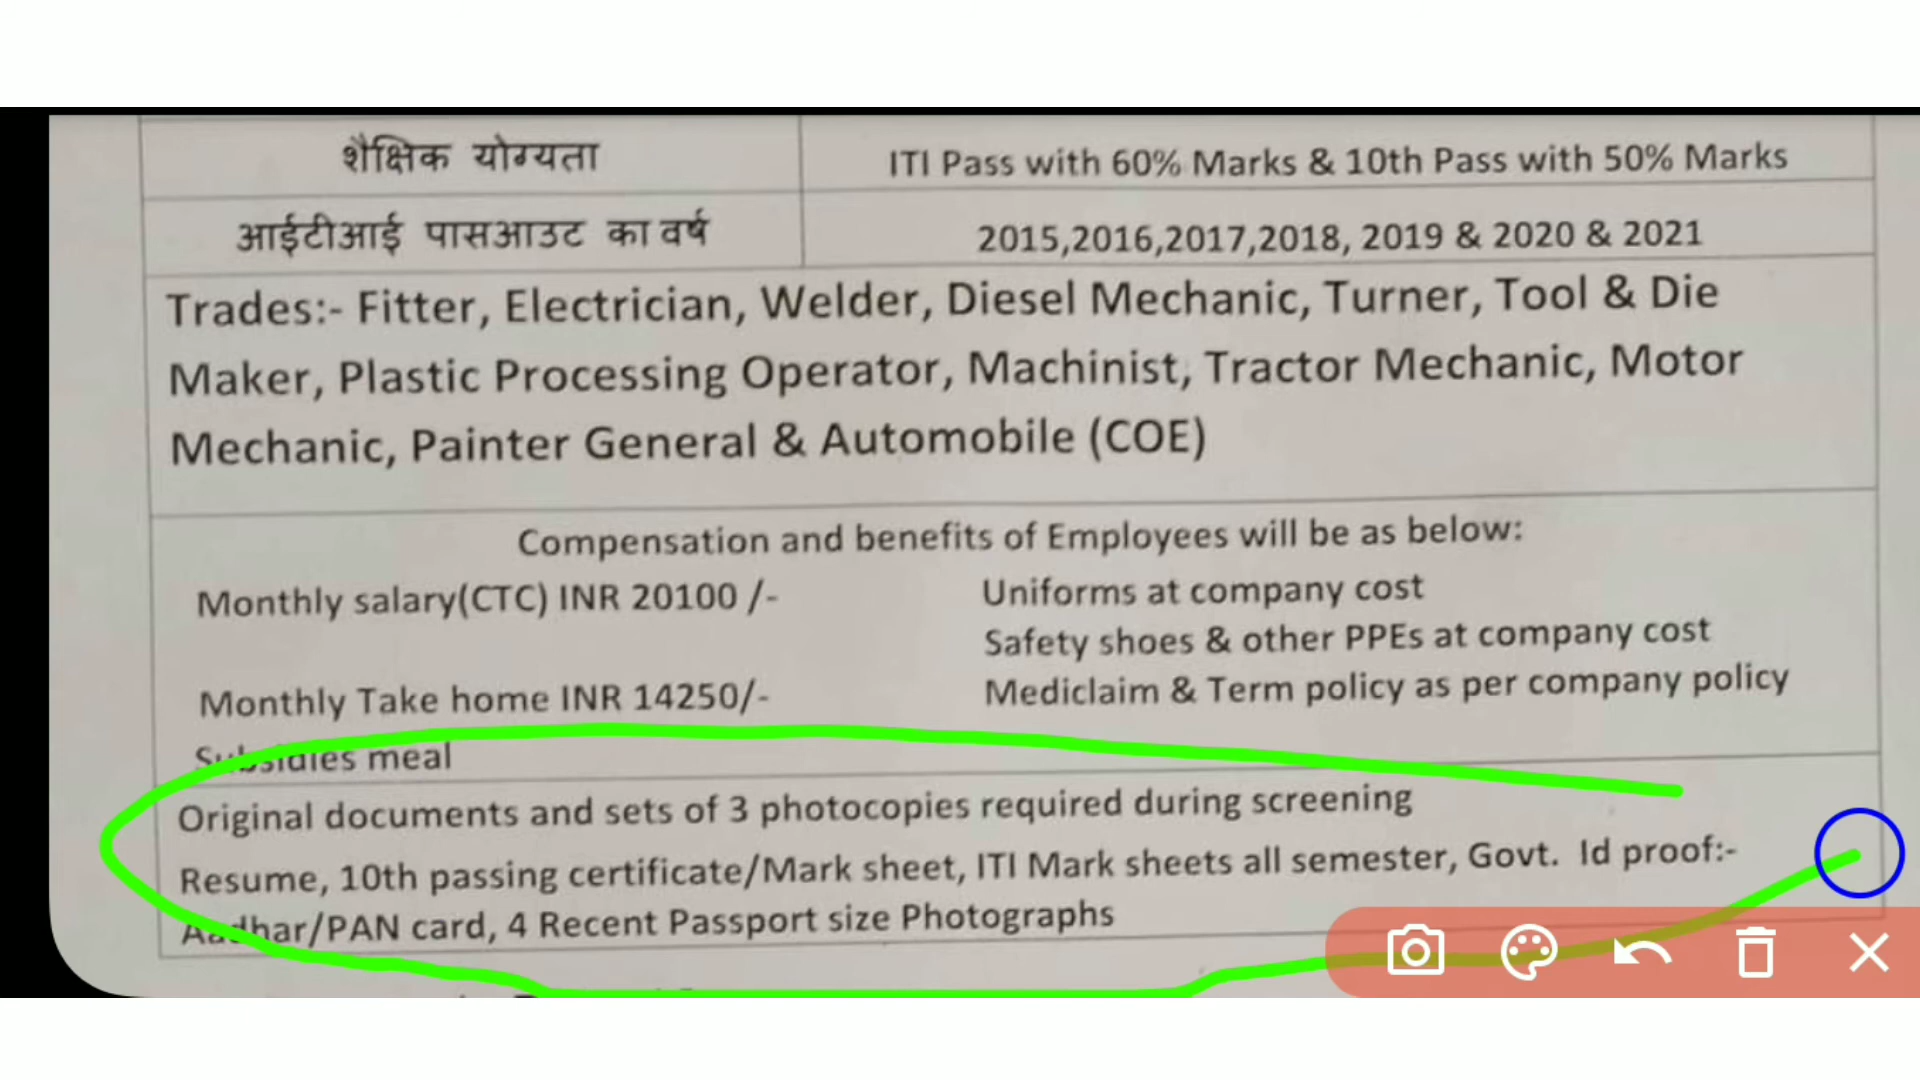 शैक्षिक योग्यता
ITI Pass with 60% Marks & 10th Pass with 50% Marks
आईटीआई पासआउट का वर्ष
2015,2016,2017,2018, 2019 & 2020 & 2021
Trades:- Fitter, Electrician, Welder, Diesel Mechanic, Turner, Tool & Die
Maker, Plastic Processing Operator, Machinist, Tractor Mechanic, Motor
Mechanic, Painter General & Automobile (COE)
Compensation and benefits of Employees will be as below:
Monthly salary(CTC) INR 20100 /-
Uniforms at company cost
Safety shoes & other PPEs at company cost
Monthly Take home INR 14250/-
Mediclaim & Term policy as per company policy
Subsidies meal
Original documents and sets of 3 photocopies required during screening
Resume, 10th passing certificate/Mark sheet, ITI Mark sheets all semester, Govt. Id proof:-
Aadhar/PAN card, 4 Recent Passport size Photographs